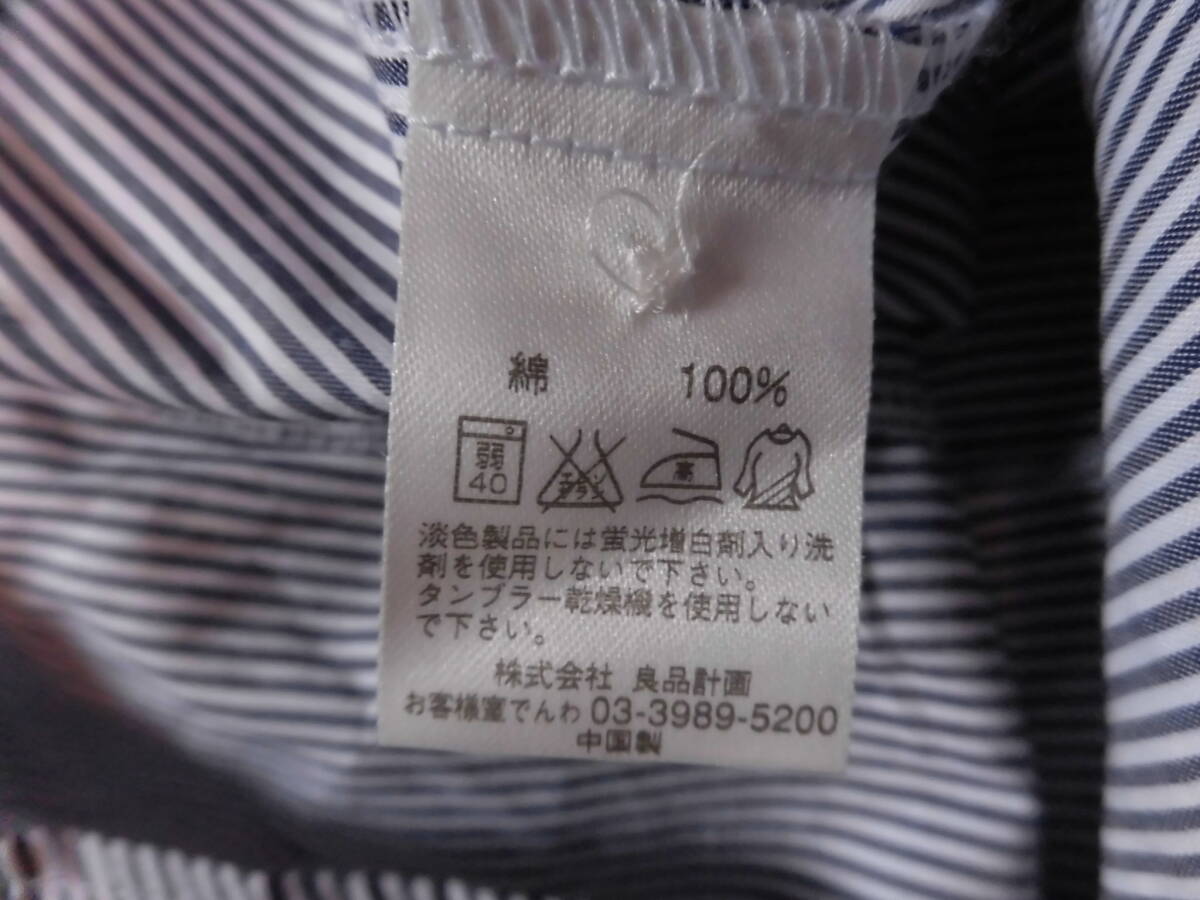 綿 100%
弱
40
エンソ
サラシ
高
淡色製品には蛍光増白剤入り洗
剤を使用しないで下さい。
タンブラー乾燥機を使用しない
で下さい。
株式会社 良品計画
お客様室でんわ 03-3989-5200
中国製